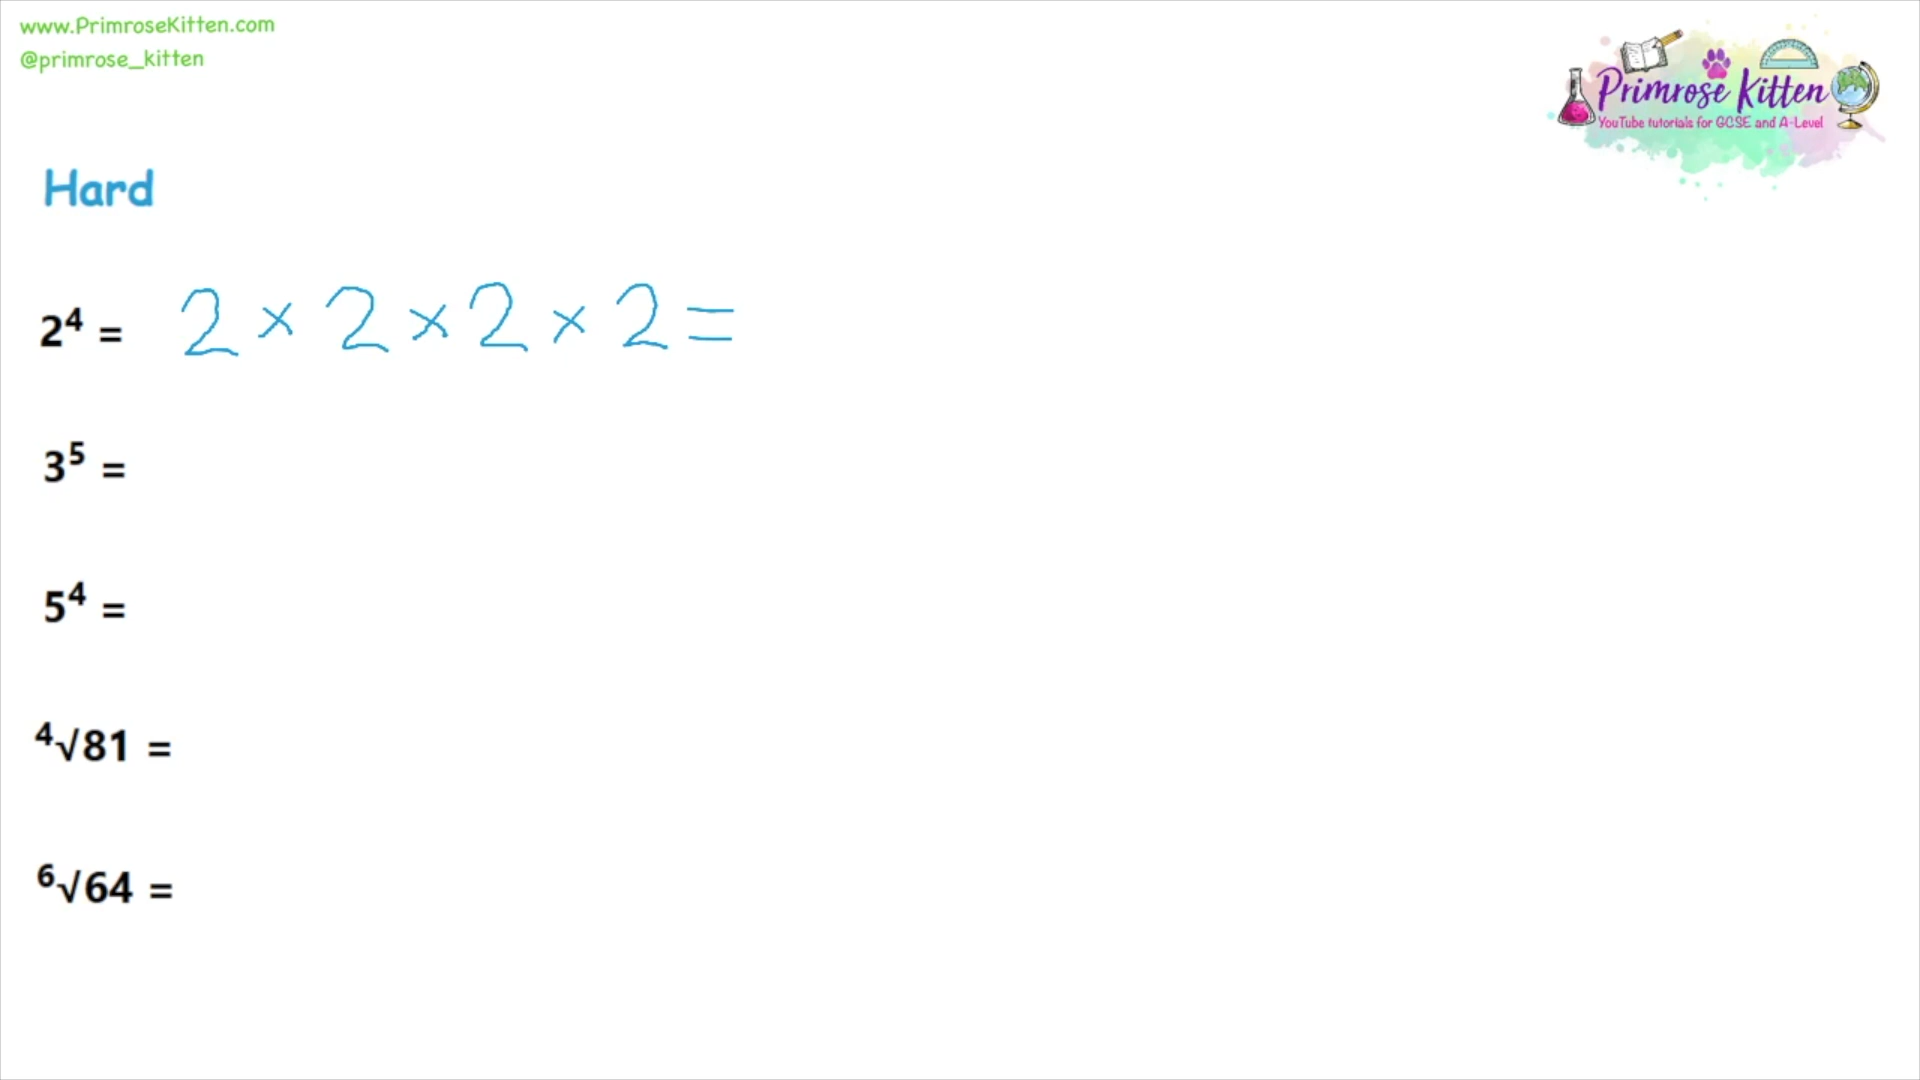 www.PrimroseKitten.com
@primrose_kitten
Primrose Kitten
YouTube tutorials for GCSE and A-Level
Hard
2⁴ = 2 × 2 × 2 × 2 =
3⁵ =
5⁴ =
⁴√81 =
⁶√64 =